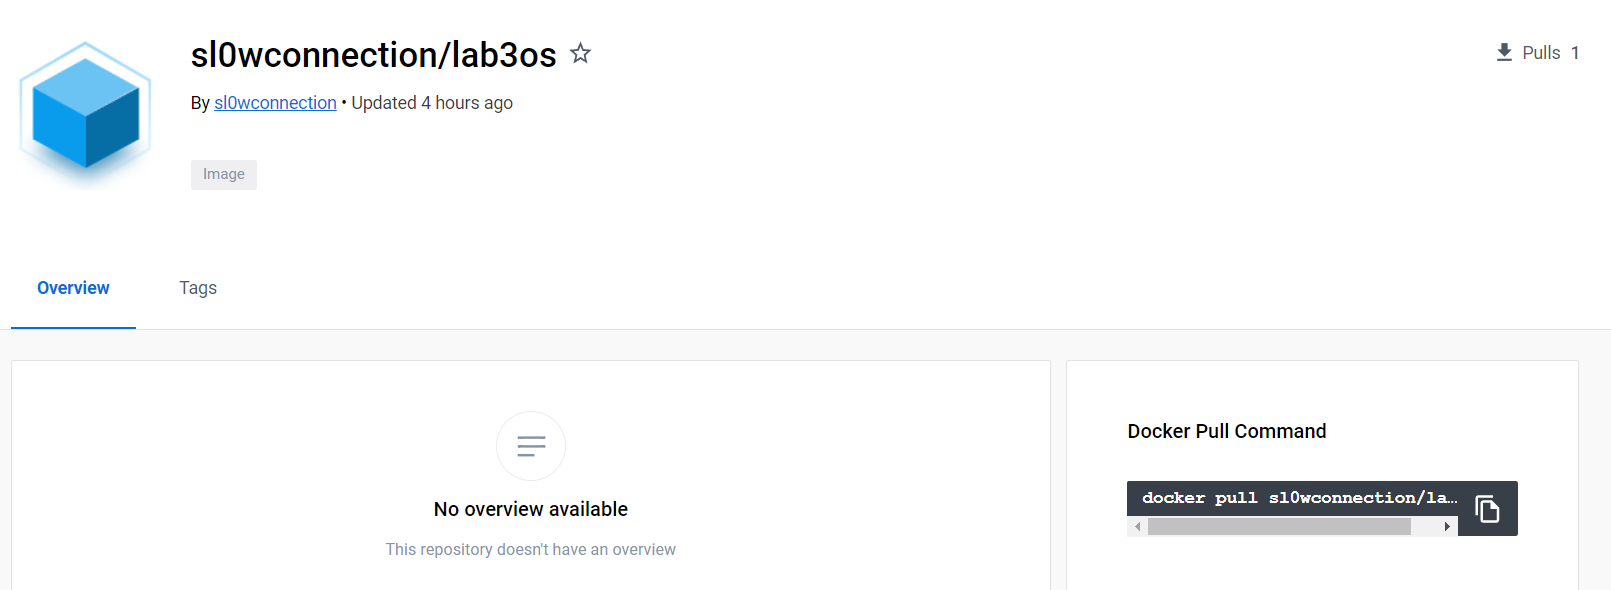 sl0wconnection/lab3os
Pulls 1
By sl0wconnection • Updated 4 hours ago
Image
Overview
Tags
No overview available
This repository doesn't have an overview
Docker Pull Command
docker pull sl0wconnection/la…